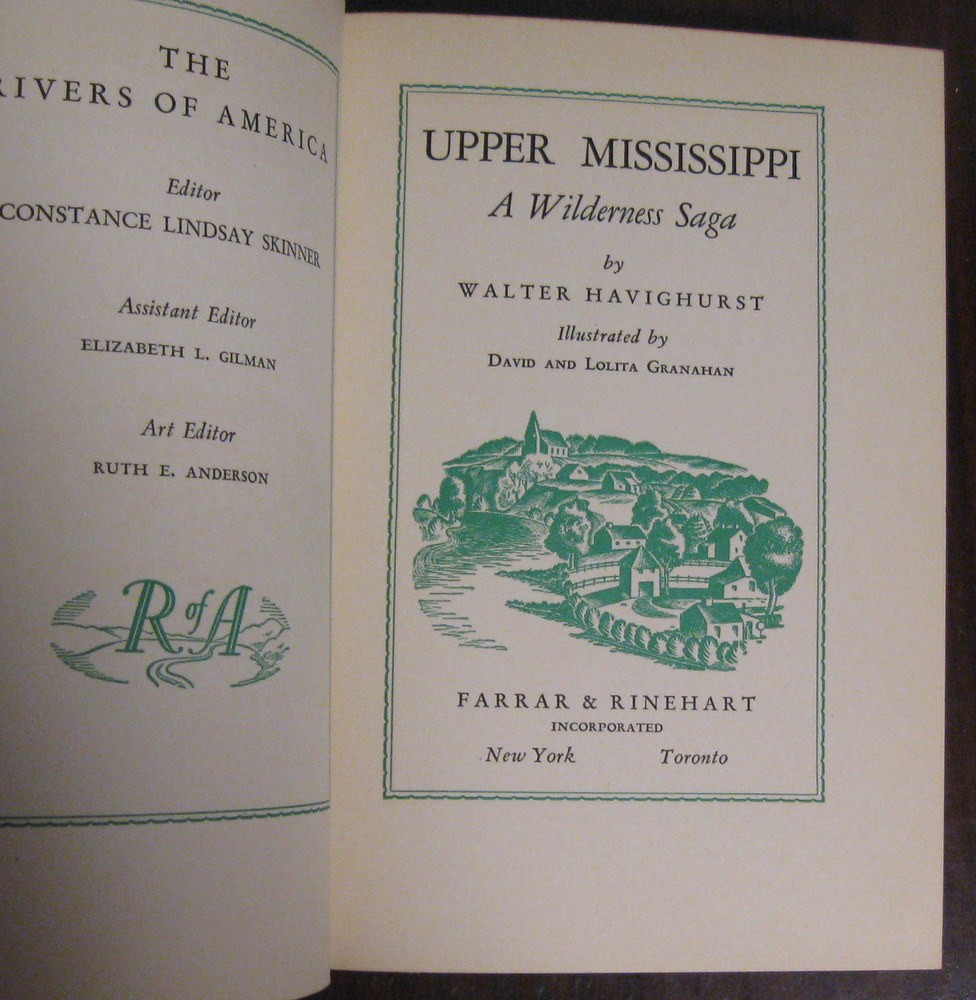 THE
RIVERS OF AMERICA
Editor
CONSTANCE LINDSAY SKINNER
Assistant Editor
ELIZABETH L. GILMAN
Art Editor
RUTH E. ANDERSON
R of A
UPPER MISSISSIPPI
A Wilderness Saga
by
WALTER HAVIGHURST
Illustrated by
DAVID AND LOLITA GRANAHAN
FARRAR & RINEHART
INCORPORATED
New York Toronto